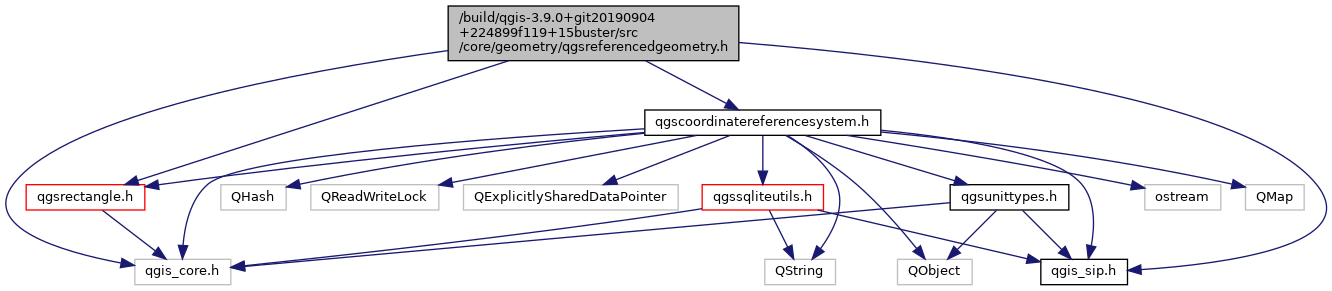 /build/qgis-3.9.0+git20190904
+224899f119+15buster/src
/core/geometry/qgsreferencedgeometry.h
qgscoordinatereferencesystem.h
qgsrectangle.h
QHash
QReadWriteLock
QExplicitlySharedDataPointer
qgssqliteutils.h
qgsunittypes.h
ostream
QMap
qgis_core.h
QString
QObject
qgis_sip.h